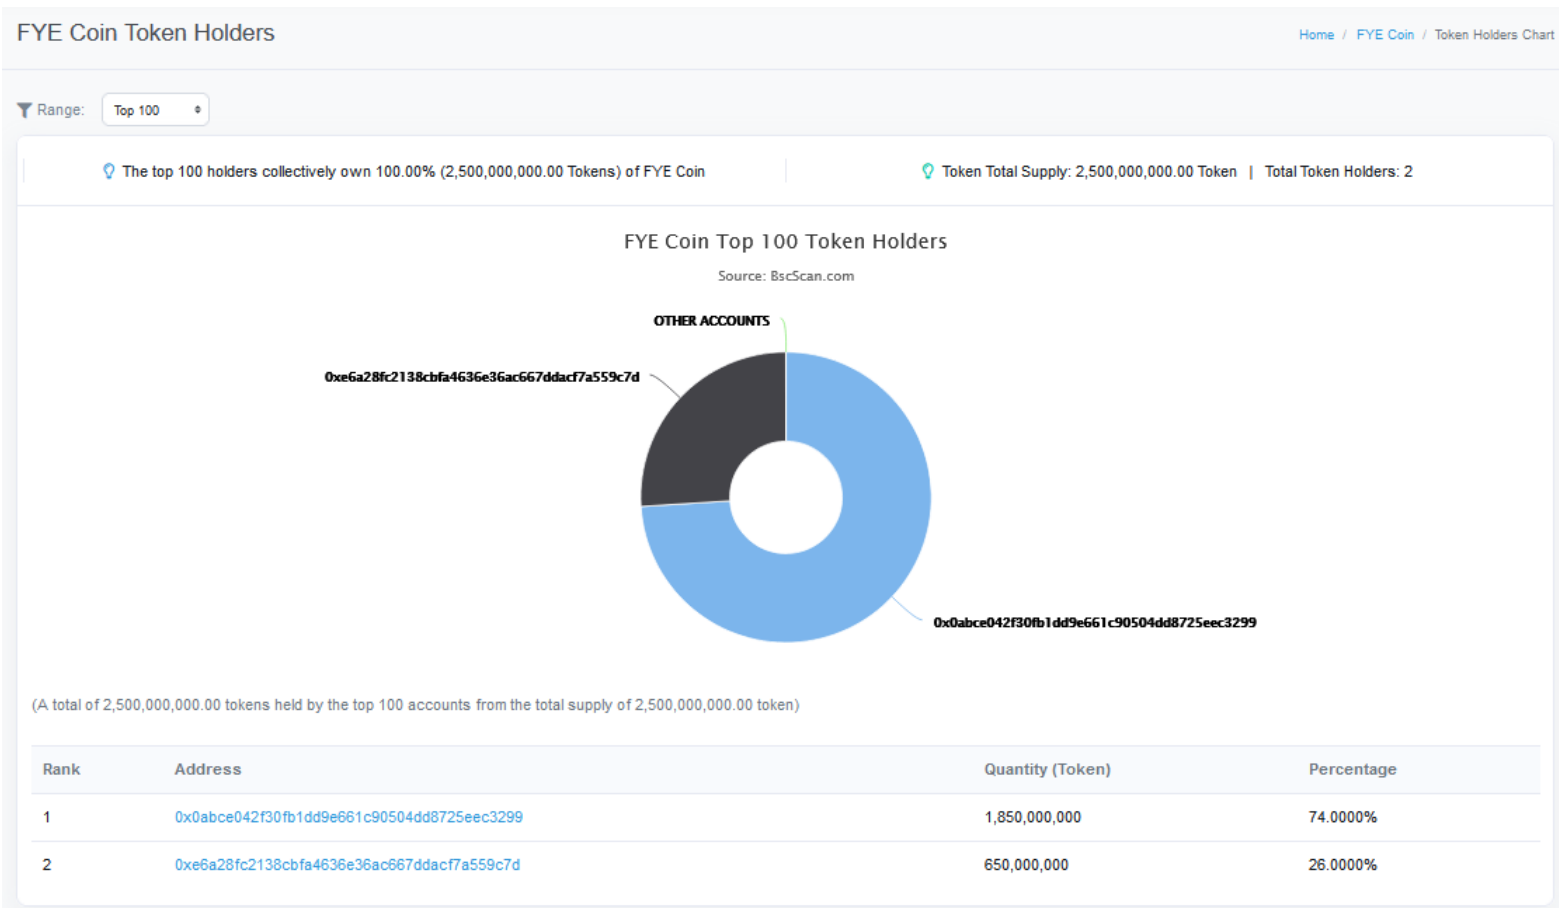 FYE Coin Token Holders
Home / FYE Coin / Token Holders Chart
Range: Top 100
The top 100 holders collectively own 100.00% (2,500,000,000.00 Tokens) of FYE Coin
Token Total Supply: 2,500,000,000.00 Token | Total Token Holders: 2
FYE Coin Top 100 Token Holders
Source: BscScan.com
OTHER ACCOUNTS
0xe6a28fc2138cbfa4636e36ac667ddacf7a559c7d
0x0abce042f30fb1dd9e661c90504dd8725eec3299
(A total of 2,500,000,000.00 tokens held by the top 100 accounts from the total supply of 2,500,000,000.00 token)
Rank Address Quantity (Token) Percentage
1 0x0abce042f30fb1dd9e661c90504dd8725eec3299 1,850,000,000 74.0000%
2 0xe6a28fc2138cbfa4636e36ac667ddacf7a559c7d 650,000,000 26.0000%